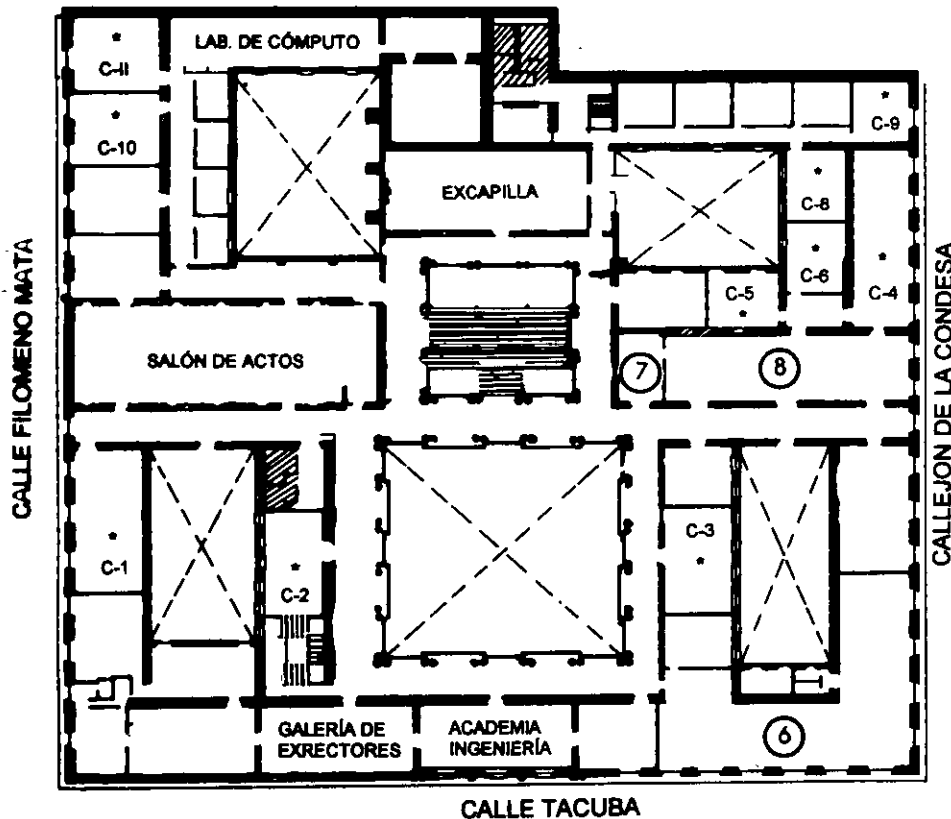 LAB. DE CÓMPUTO
*
C-II
*
C-10
*
C-9
EXCAPILLA
*
C-8
*
C-6
*
C-4
C-5
*
CALLE FILOMENO MATA
CALLEJON DE LA CONDESA
SALÓN DE ACTOS
7
8
*
C-1
*
C-2
C-3
*
GALERÍA DE
EXRECTORES
ACADEMIA
INGENIERÍA
6
CALLE TACUBA